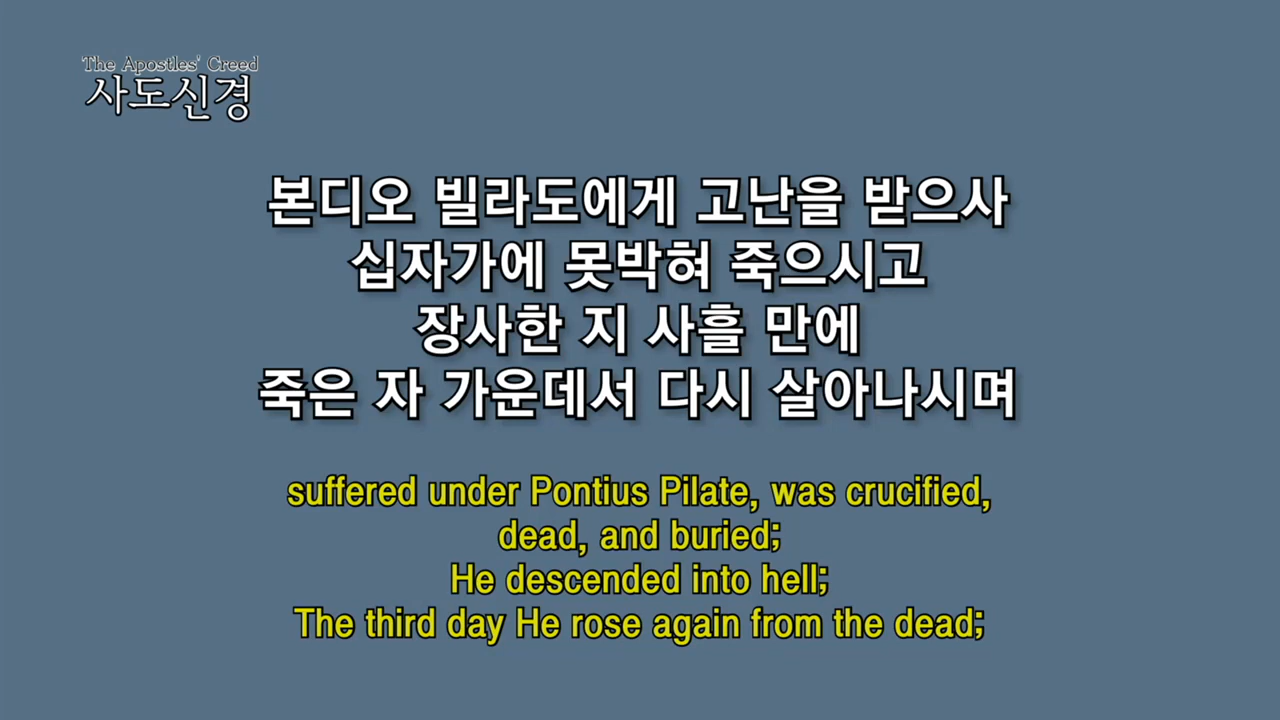 The Apostles' Creed
사도신경
본디오 빌라도에게 고난을 받으사
십자가에 못박혀 죽으시고
장사한 지 사흘 만에
죽은 자 가운데서 다시 살아나시며
suffered under Pontius Pilate, was crucified,
dead, and buried;
He descended into hell;
The third day He rose again from the dead;